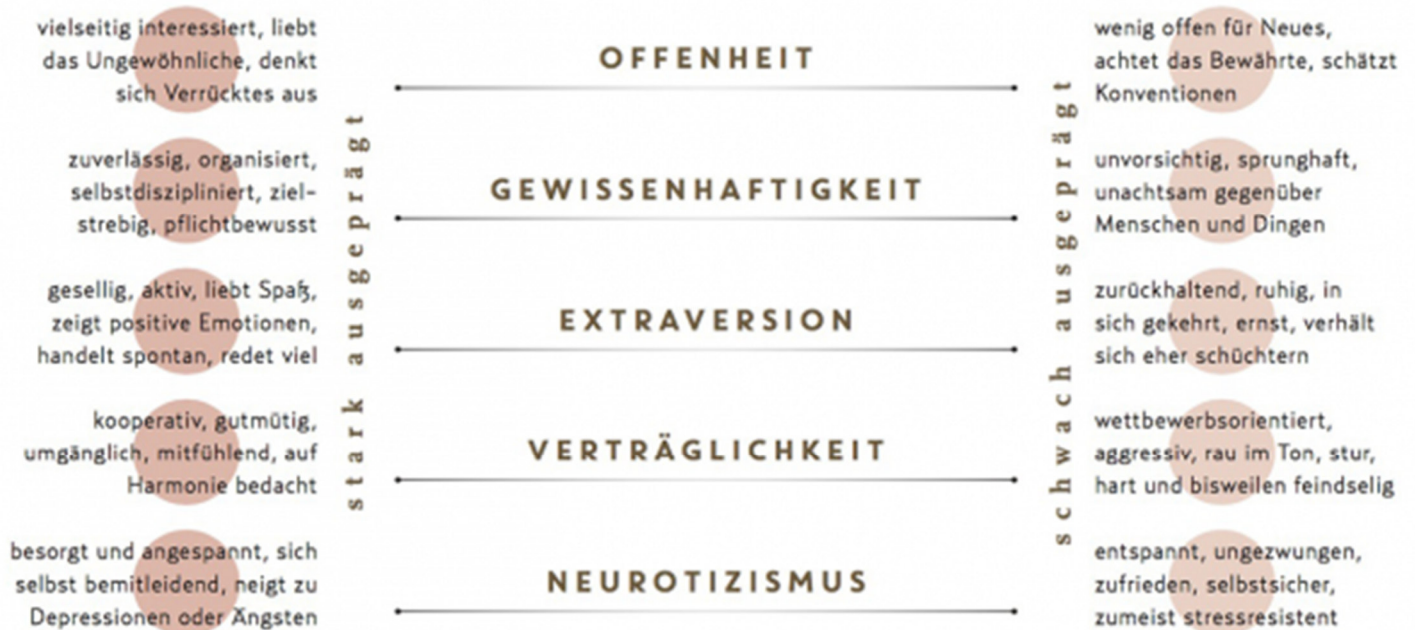 vielseitig interessiert, liebt
das Ungewöhnliche, denkt
sich Verrücktes aus
OFFENHEIT
wenig offen für Neues,
achtet das Bewährte, schätzt
Konventionen
zuverlässig, organisiert,
selbstdiszipliniert, ziel-
strebig, pflichtbewusst
GEWISSENHAFTIGKEIT
unvorsichtig, sprunghaft,
unachtsam gegenüber
Menschen und Dingen
gesellig, aktiv, liebt Spaß,
zeigt positive Emotionen,
handelt spontan, redet viel
EXTRAVERSION
zurückhaltend, ruhig, in
sich gekehrt, ernst, verhält
sich eher schüchtern
kooperativ, gutmütig,
umgänglich, mitfühlend, auf
Harmonie bedacht
VERTRÄGLICHKEIT
wettbewerbsorientiert,
aggressiv, rau im Ton, stur,
hart und bisweilen feindselig
besorgt und angespannt, sich
selbst bemitleidend, neigt zu
Depressionen oder Ängsten
NEUROTIZISMUS
entspannt, ungezwungen,
zufrieden, selbstsicher,
zumeist stressresistent
stark ausgeprägt
schwach ausgeprägt